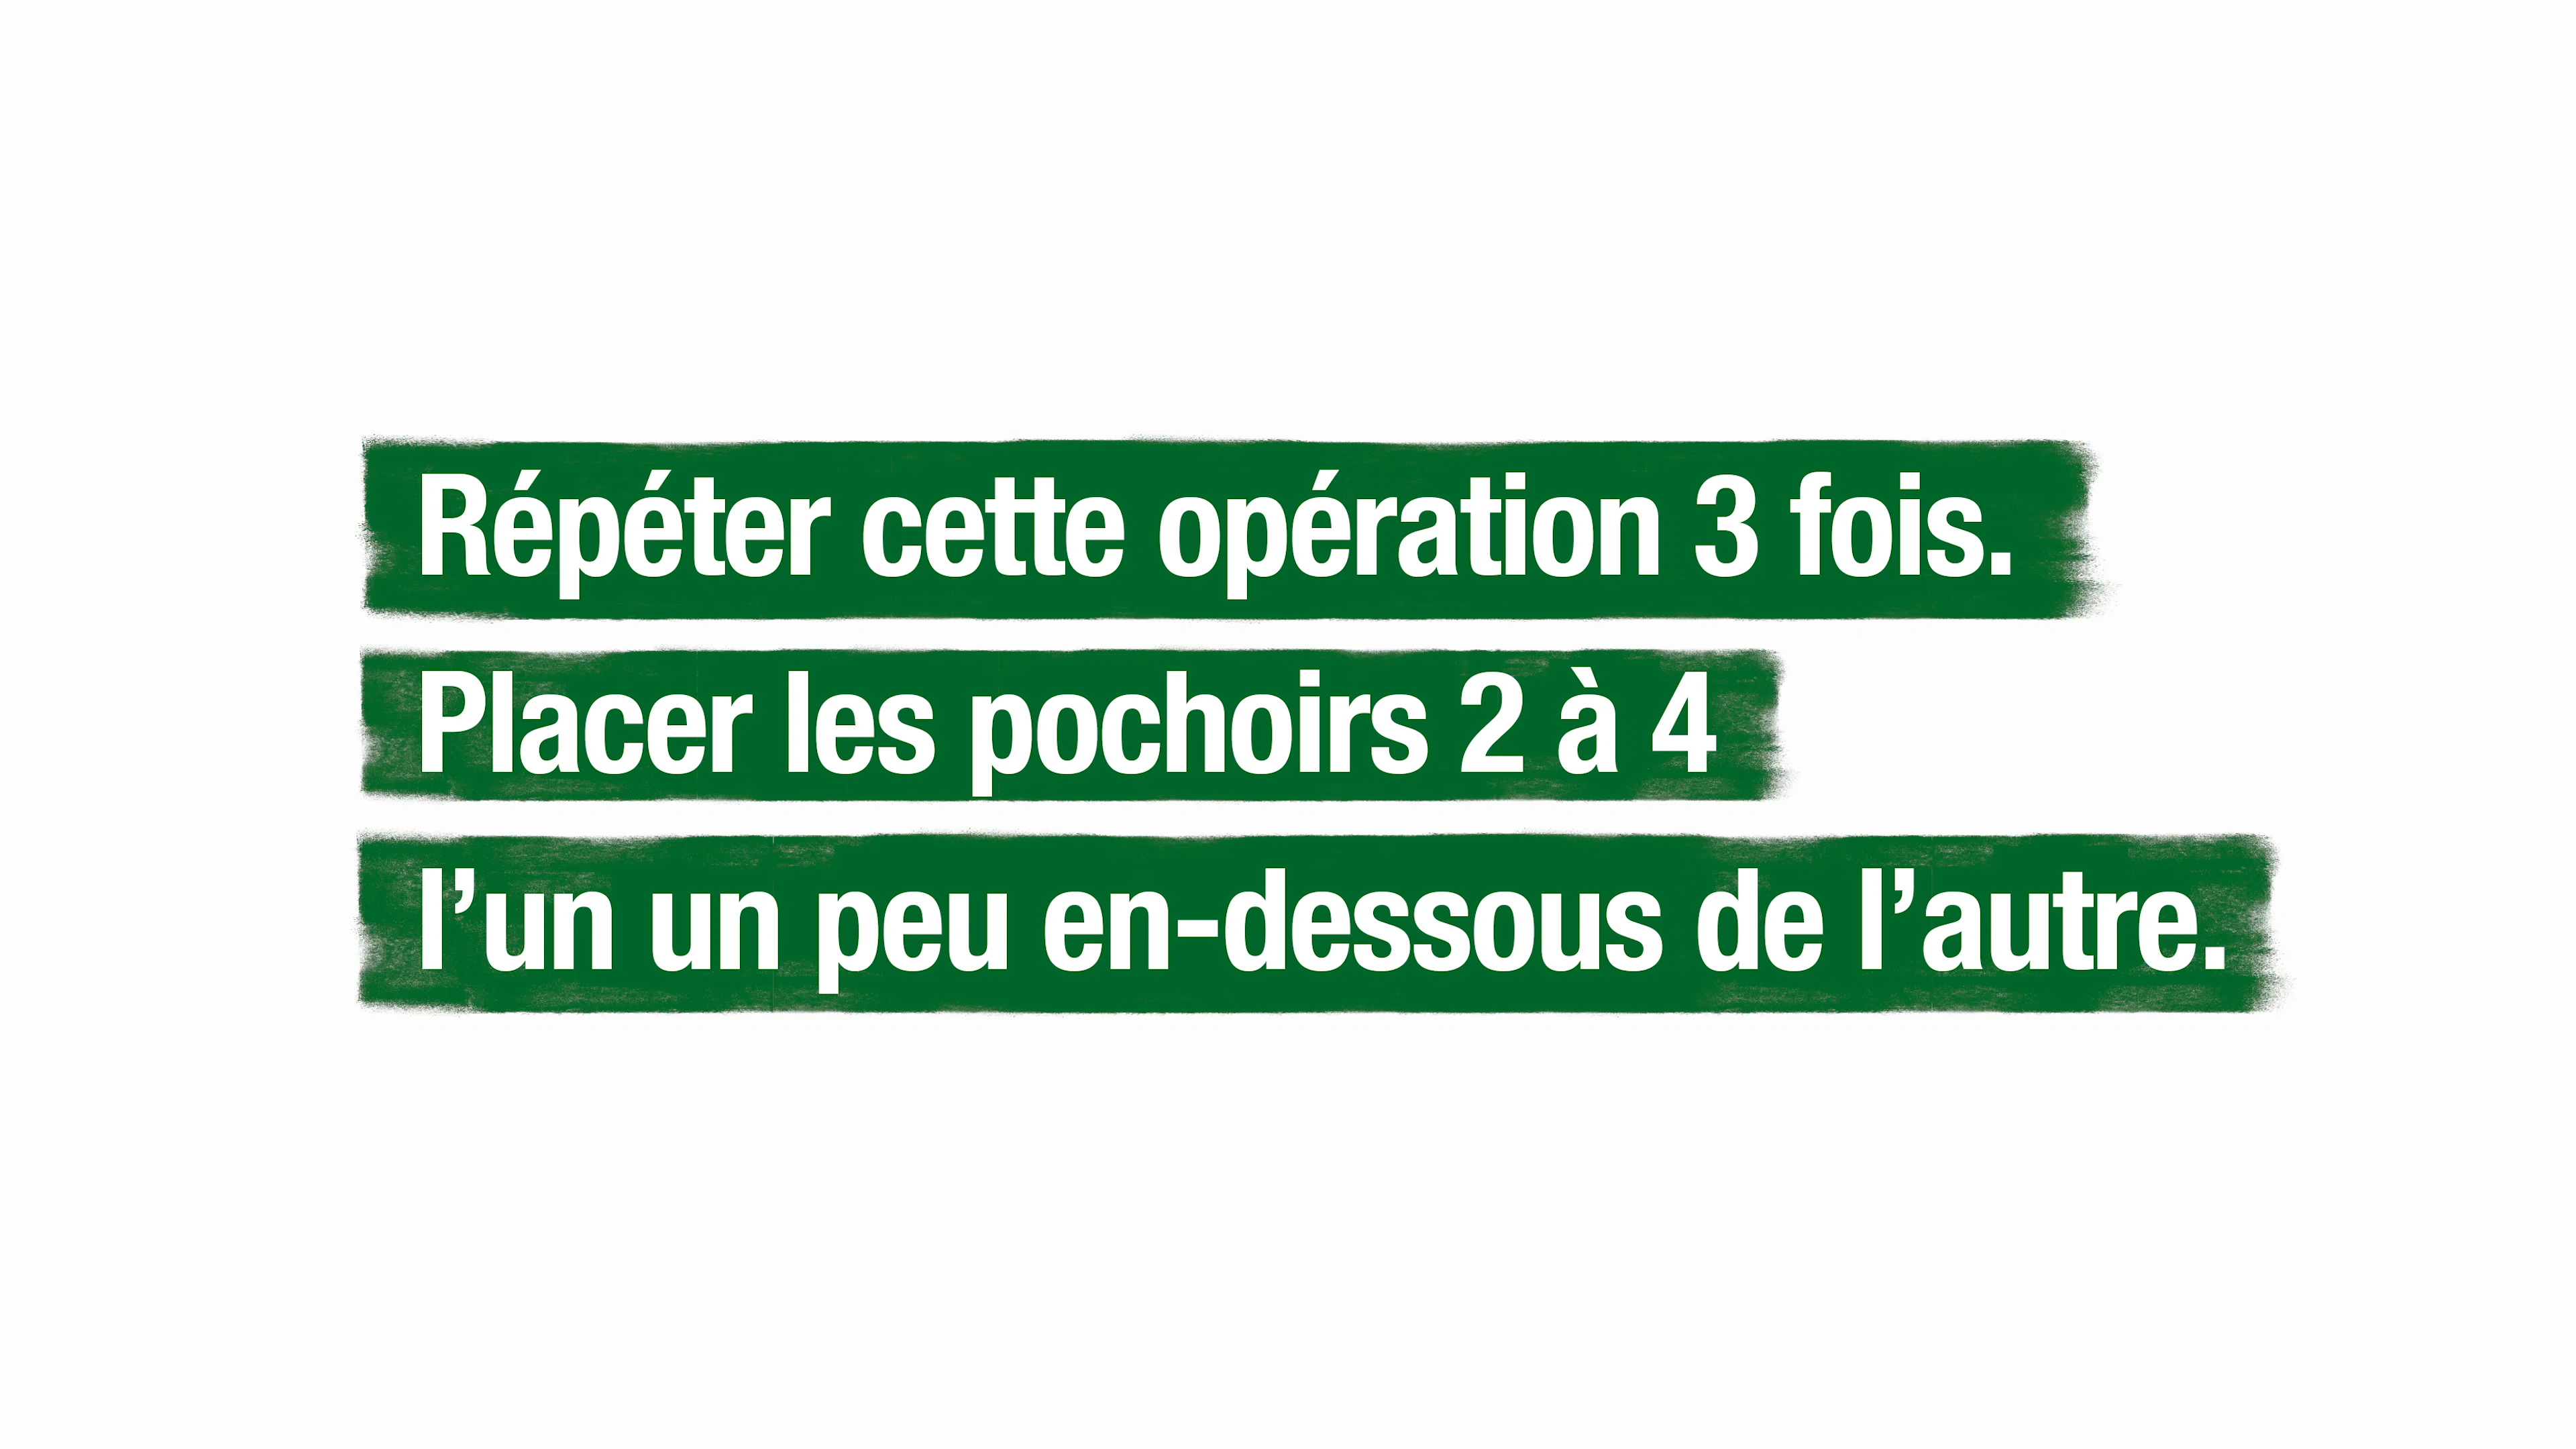 Répéter cette opération 3 fois.
Placer les pochoirs 2 à 4
l’un un peu en-dessous de l’autre.